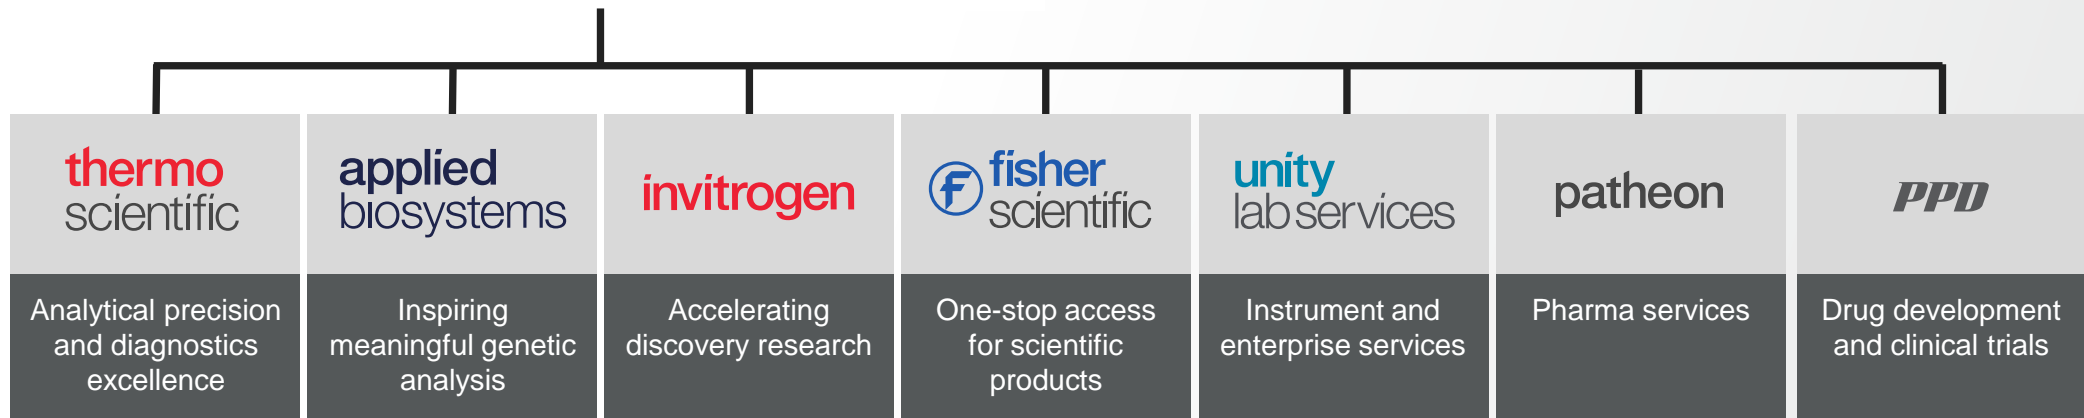 thermo
scientific
applied
biosystems
invitrogen
F
fisher
scientific
unity
lab services
patheon
PPD
Analytical precision
and diagnostics
excellence
Inspiring
meaningful genetic
analysis
Accelerating
discovery research
One-stop access
for scientific
products
Instrument and
enterprise services
Pharma services
Drug development
and clinical trials